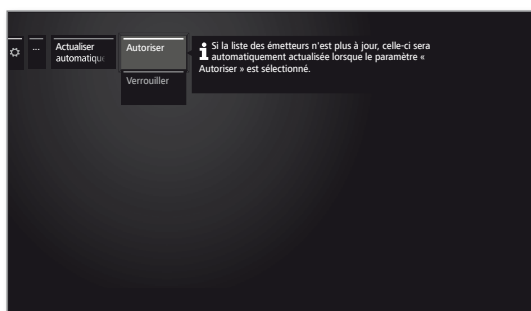 ...
Actualiser
automatique
Autoriser
Verrouiller
Si la liste des émetteurs n'est plus à jour, celle-ci sera
automatiquement actualisée lorsque le paramètre «
Autoriser » est sélectionné.